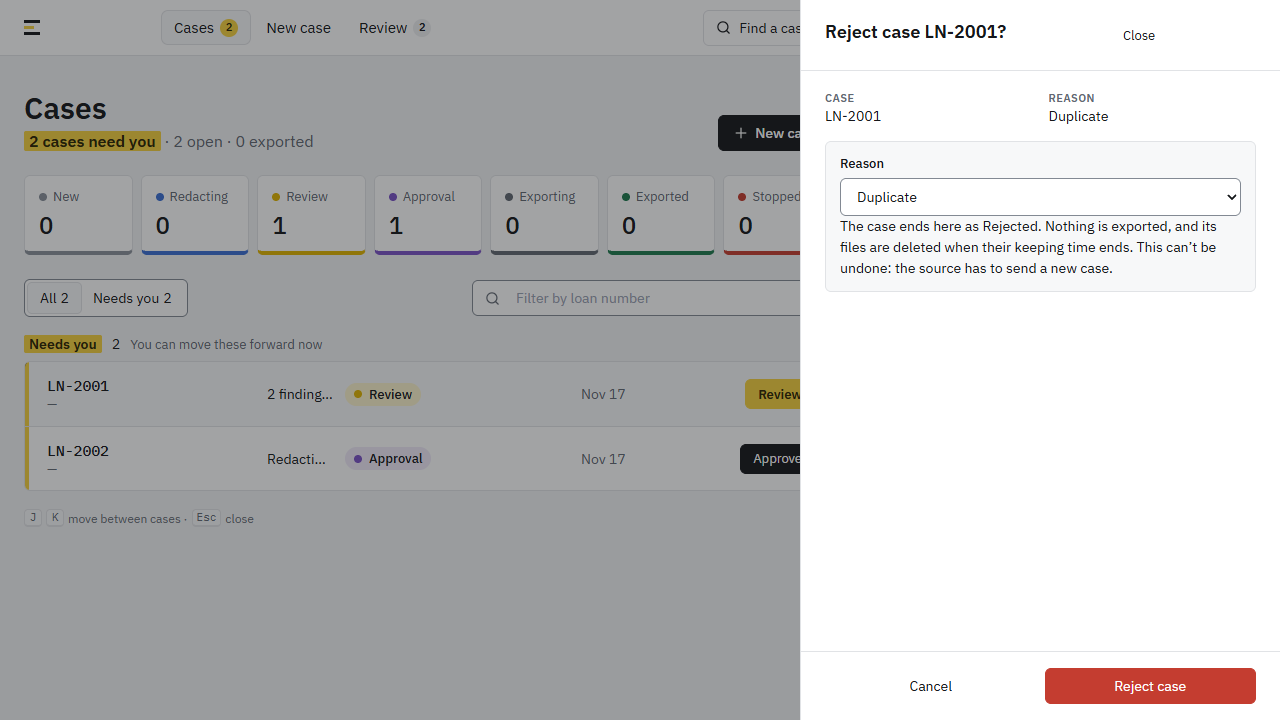 Cases 2 New case Review 2 Find a cas
Reject case LN-2001?
Close
Cases
2 cases need you · 2 open · 0 exported
New ca
New
0
Redacting
0
Review
1
Approval
1
Exporting
0
Exported
0
Stopped
0
All 2 Needs you 2
Filter by loan number
Needs you 2 You can move these forward now
LN-2001
—
2 finding... Review Nov 17 Review
LN-2002
—
Redacti... Approval Nov 17 Approve
J K move between cases · Esc close
CASE
LN-2001
REASON
Duplicate
Reason
Duplicate
The case ends here as Rejected. Nothing is exported, and its
files are deleted when their keeping time ends. This can't be
undone: the source has to send a new case.
Cancel Reject case